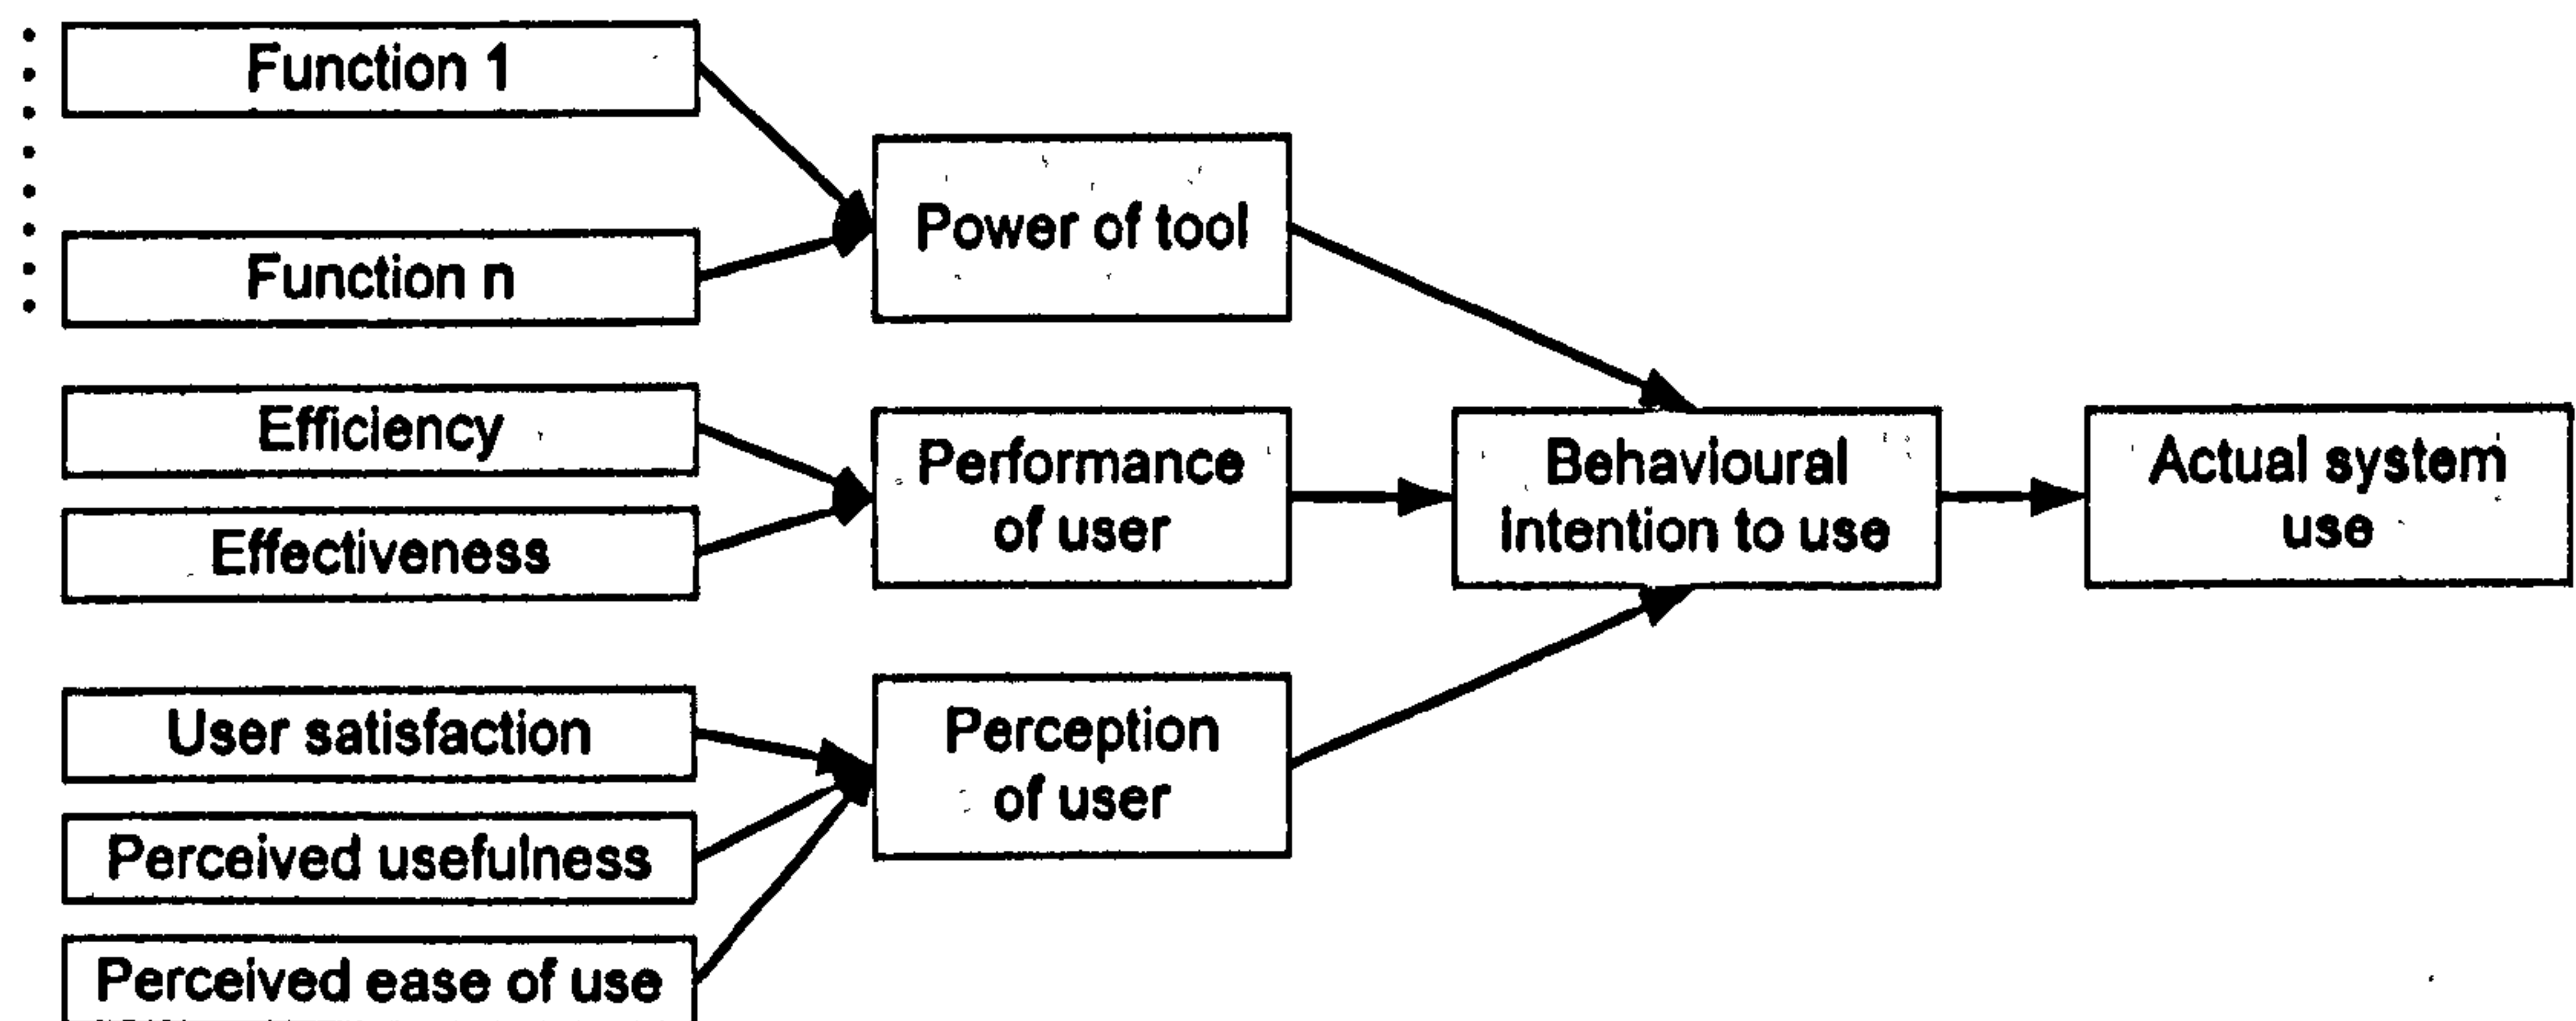 Function 1
Function n
Efficiency
Effectiveness
User satisfaction
Perceived usefulness
Perceived ease of use
Power of tool
Performance
of user
Perception
of user
Behavioural
intention to use
Actual system
use